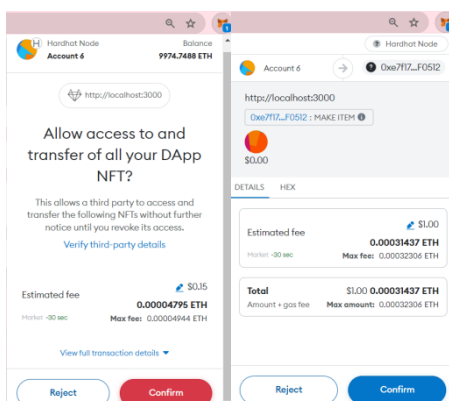 Hardhat Node
Balance
Account 6
9974.7488 ETH
http://localhost:3000
Allow access to and
transfer of all your DApp
NFT?
This allows a third party to access and
transfer the following NFTs without further
notice until you revoke its access.
Verify third-party details
$0.15
Estimated fee
0.00004795 ETH
Market ~30 sec
Max fee: 0.00004944 ETH
View full transaction details
Reject
Confirm
Hardhat Node
Account 6
0xe7f17...F0512
http://localhost:3000
0xe7f17...F0512 : MAKE ITEM
$0.00
DETAILS
HEX
$1.00
Estimated fee
0.00031437 ETH
Market ~30 sec
Max fee: 0.00032306 ETH
Total
$1.00 0.00031437 ETH
Amount + gas fee
Max amount: 0.00032306 ETH
Reject
Confirm